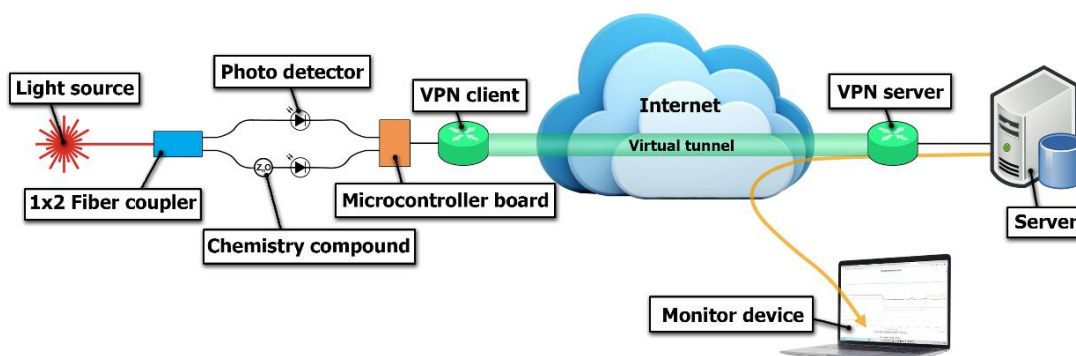 Light source
Photo detector
VPN client
Internet
VPN server
Virtual tunnel
ZnO
1x2 Fiber coupler
Microcontroller board
Chemistry compound
Server
Monitor device